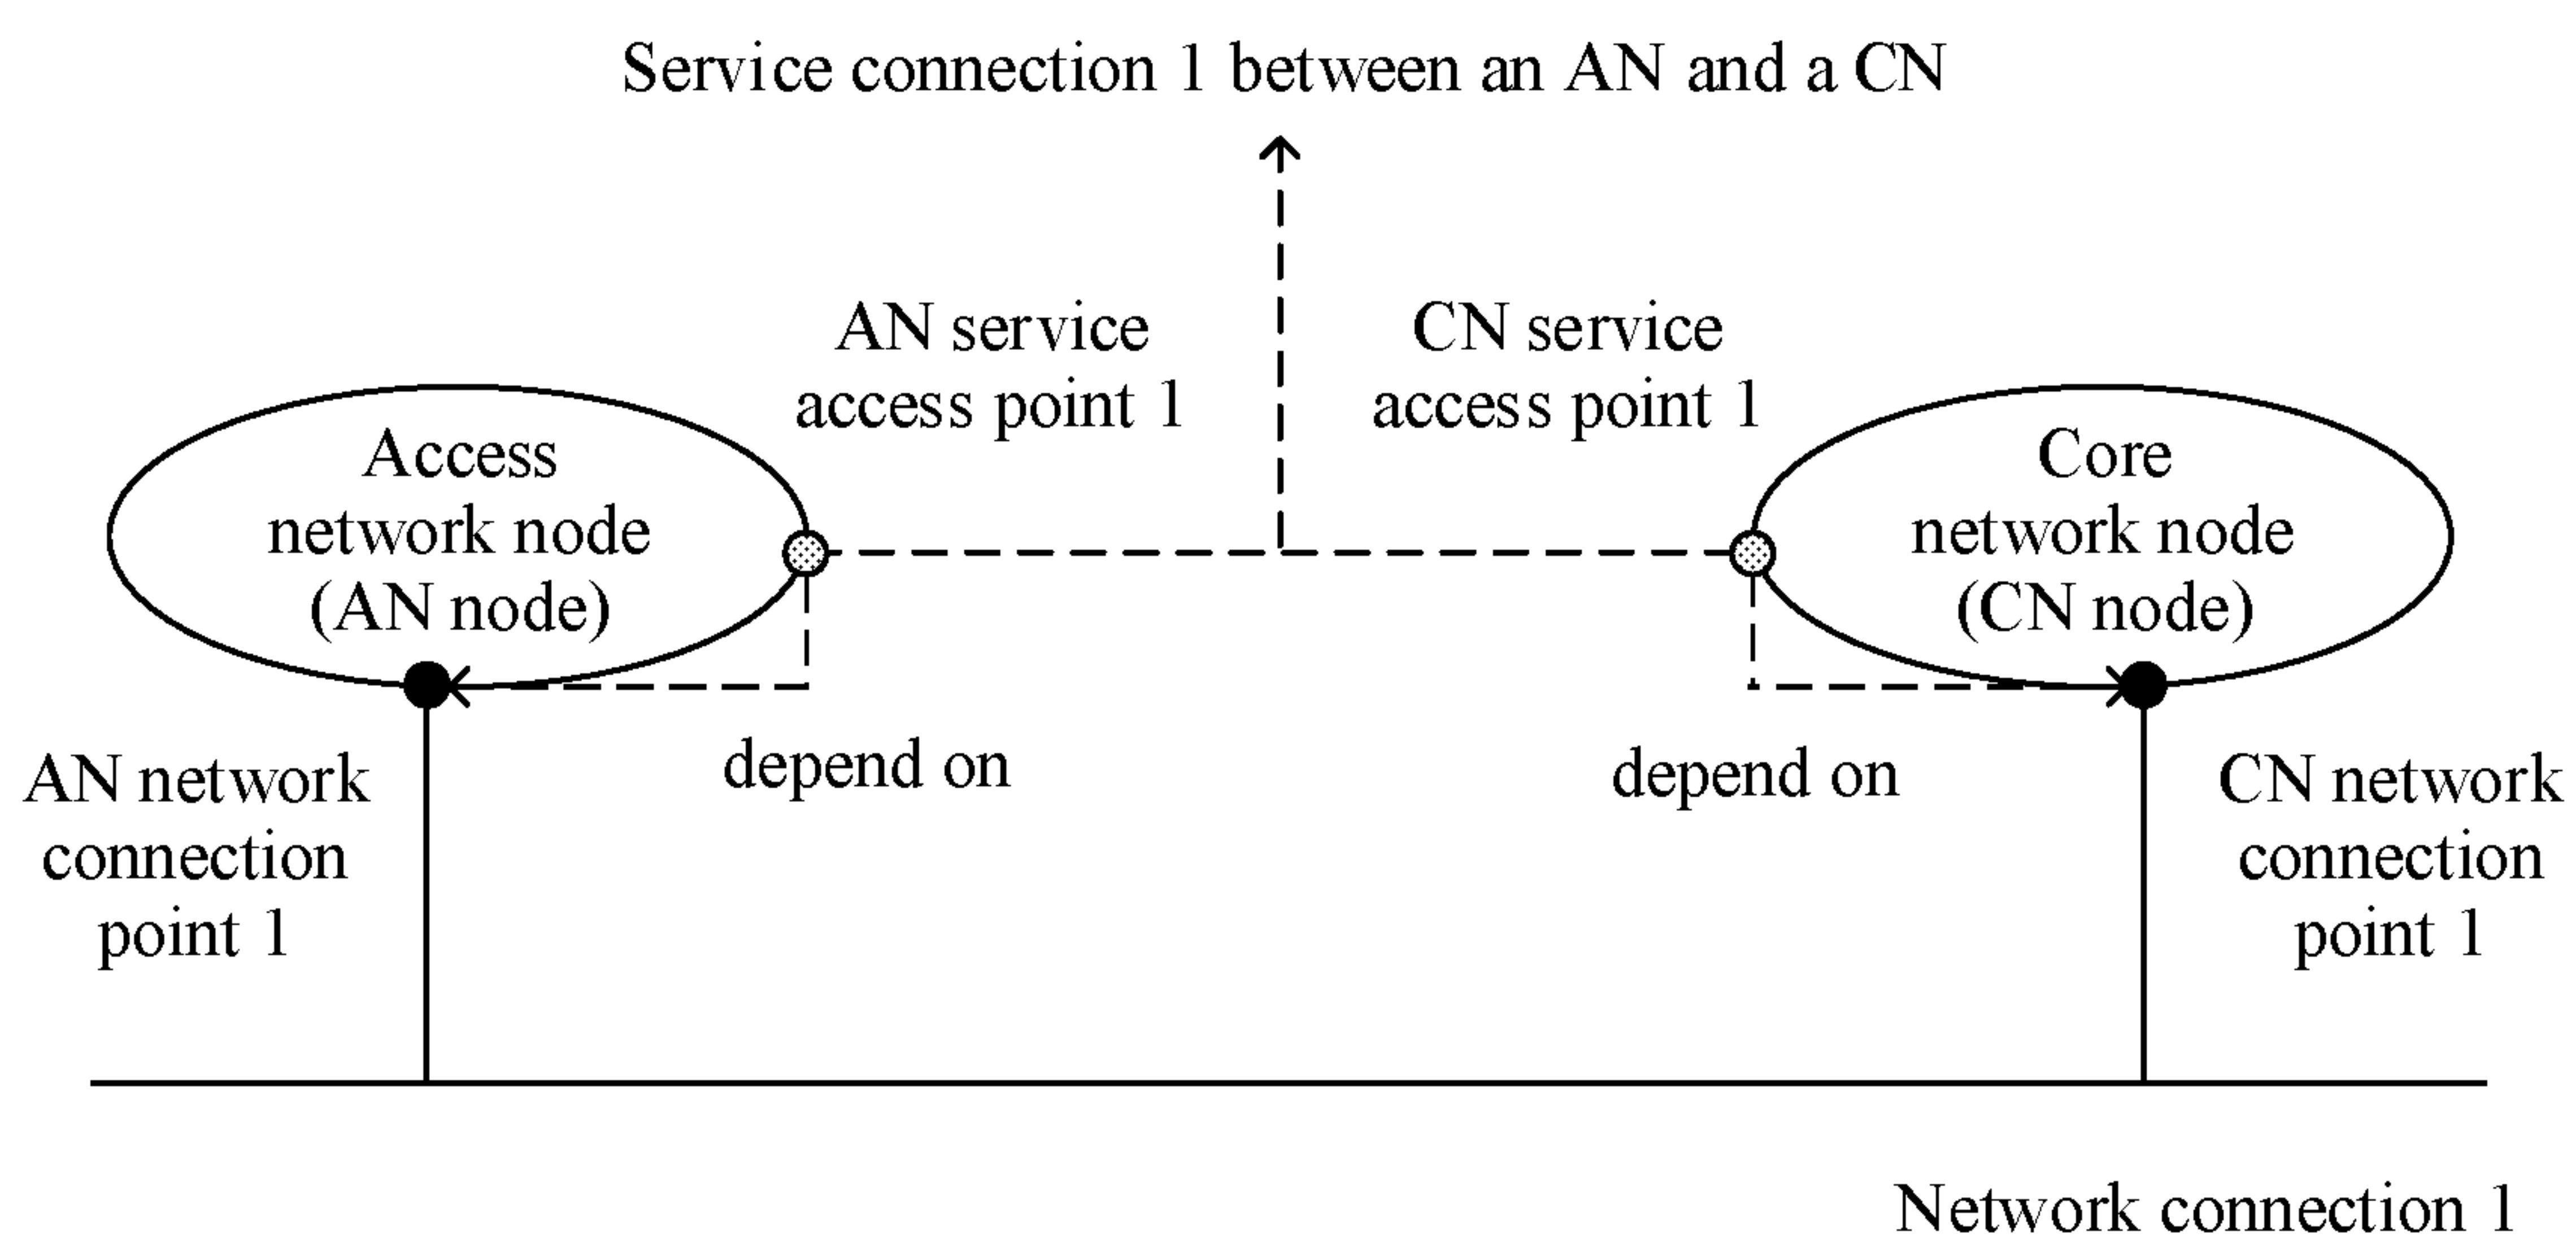 Service connection 1 between an AN and a CN
AN service
access point 1
CN service
access point 1
Access
network node
(AN node)
Core
network node
(CN node)
AN network
connection
point 1
depend on
depend on
CN network
connection
point 1
Network connection 1